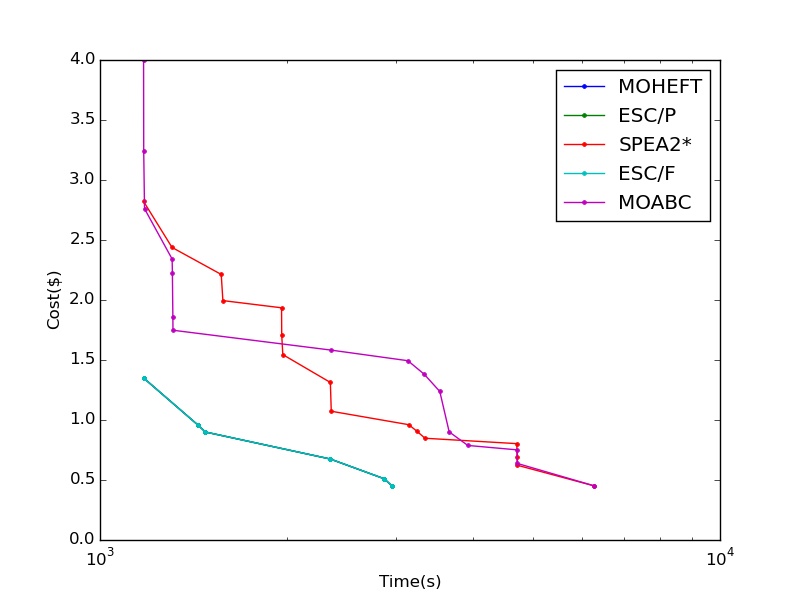 4.0
3.5
3.0
2.5
2.0
1.5
1.0
0.5
0.0
Cost($)
MOHEFT
ESC/P
SPEA2*
ESC/F
MOABC
10³ 10⁴
Time(s)